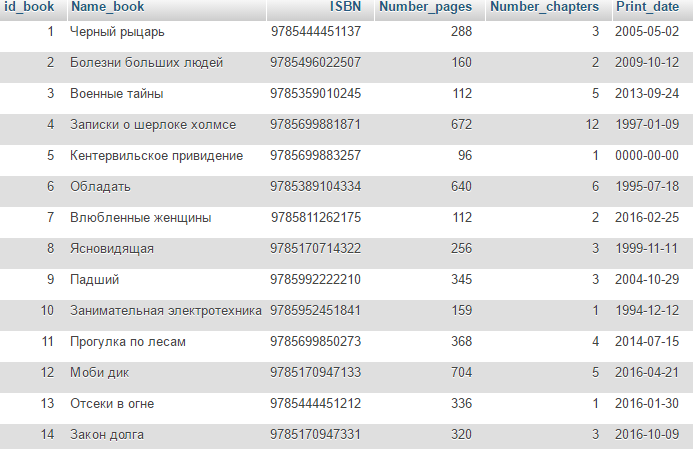 id_book Name_book ISBN Number_pages Number_chapters Print_date
1 Черный рыцарь 9785444451137 288 3 2005-05-02
2 Болезни больших людей 9785496022507 160 2 2009-10-12
3 Военные тайны 9785359010245 112 5 2013-09-24
4 Записки о шерлоке холмсе 9785699881871 672 12 1997-01-09
5 Кентервильское привидение 9785699883257 96 1 0000-00-00
6 Обладать 9785389104334 640 6 1995-07-18
7 Влюбленные женщины 9785811262175 112 2 2016-02-25
8 Ясновидящая 9785170714322 256 3 1999-11-11
9 Падший 9785992222210 345 3 2004-10-29
10 Занимательная электротехника 9785952451841 159 1 1994-12-12
11 Прогулка по лесам 9785699850273 368 4 2014-07-15
12 Моби дик 9785170947133 704 5 2016-04-21
13 Отсеки в огне 9785444451212 336 1 2016-01-30
14 Закон долга 9785170947331 320 3 2016-10-09